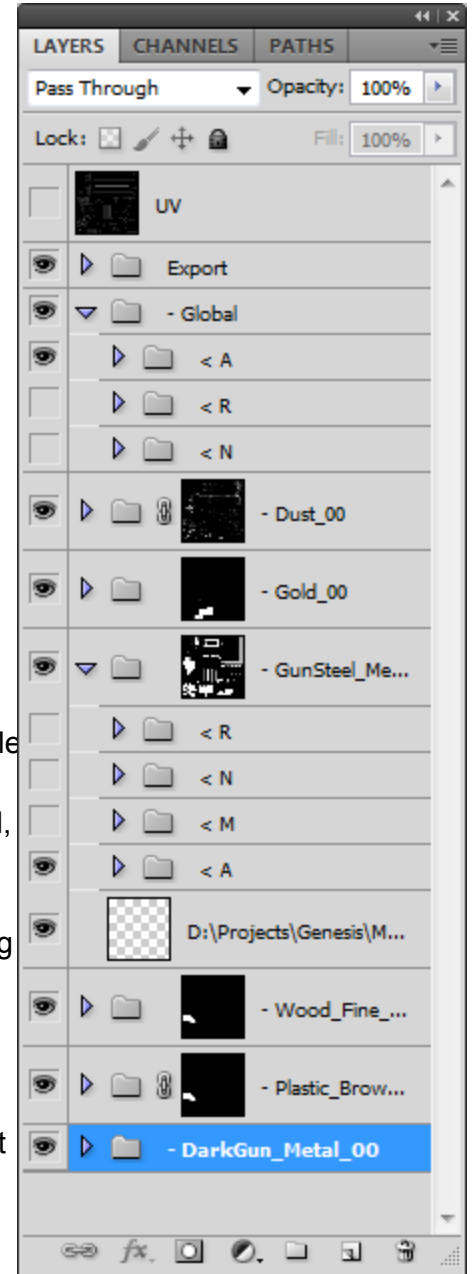 LAYERS CHANNELS PATHS
Pass Through Opacity: 100%
Lock: Fill: 100%
UV
Export
- Global
< A
< R
< N
- Dust_00
- Gold_00
- GunSteel_Me...
< R
< N
< M
< A
D:\Projects\Genesis\M...
- Wood_Fine_...
- Plastic_Brow...
- DarkGun_Metal_00
fx.